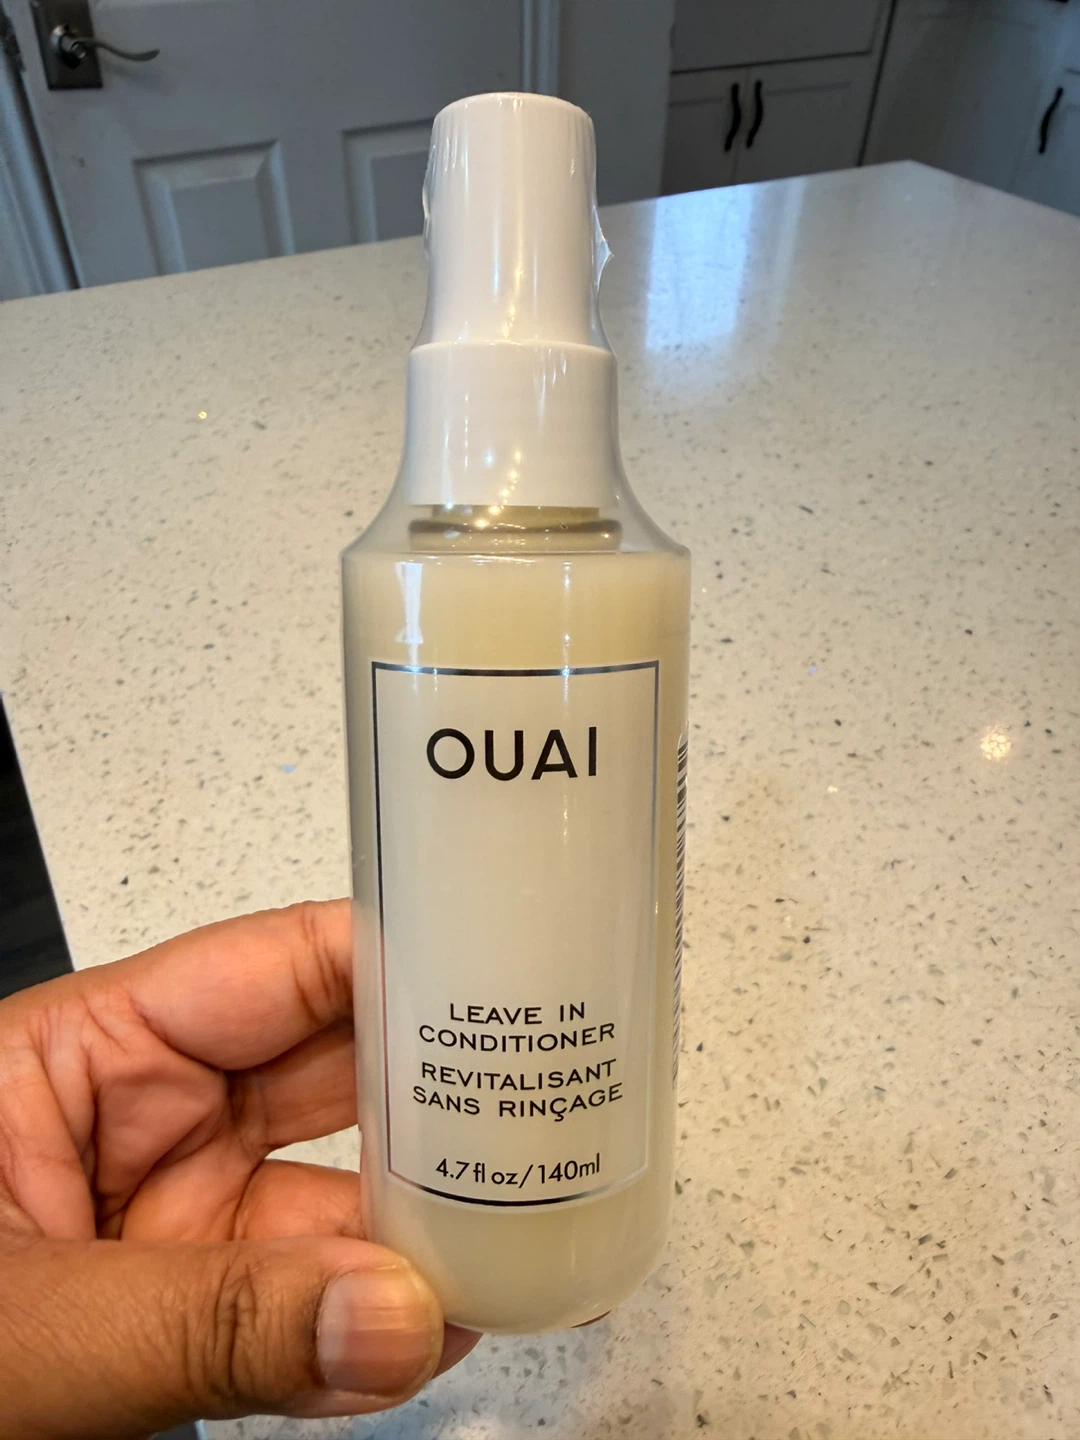 OUAI
LEAVE IN
CONDITIONER
REVITALISANT
SANS RINÇAGE
4.7 fl oz/140ml